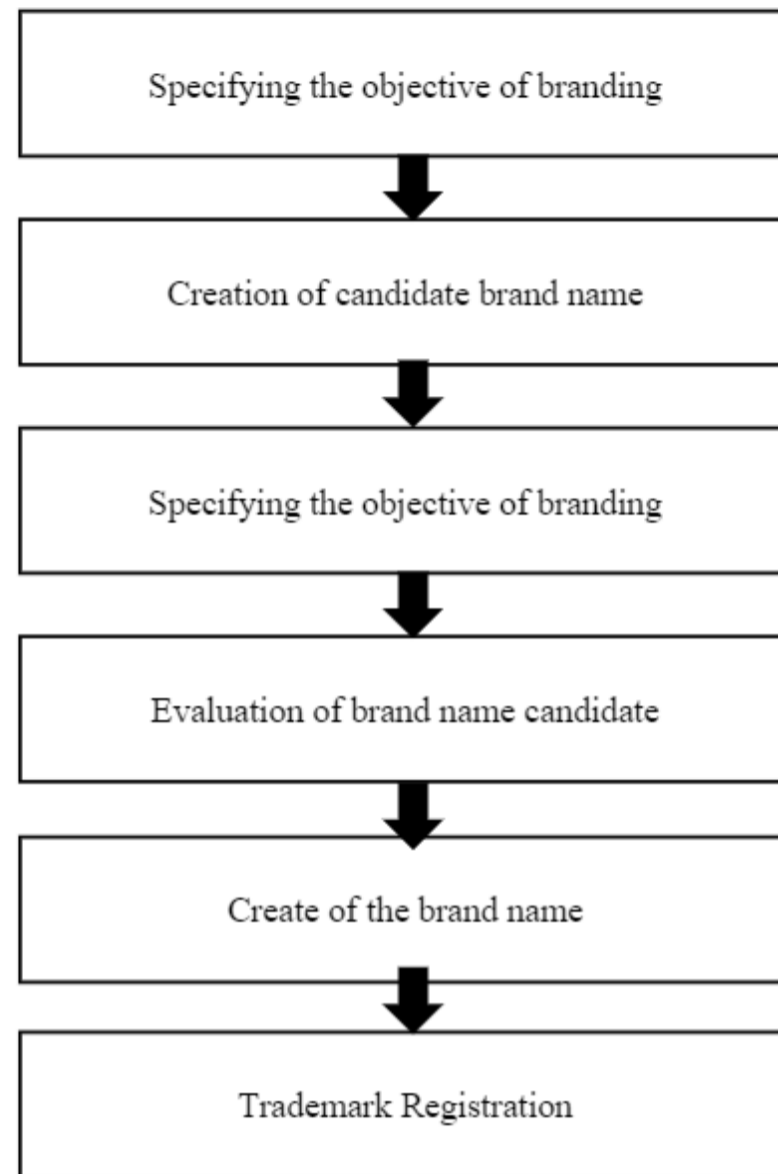 Specifying the objective of branding
Creation of candidate brand name
Specifying the objective of branding
Evaluation of brand name candidate
Create of the brand name
Trademark Registration